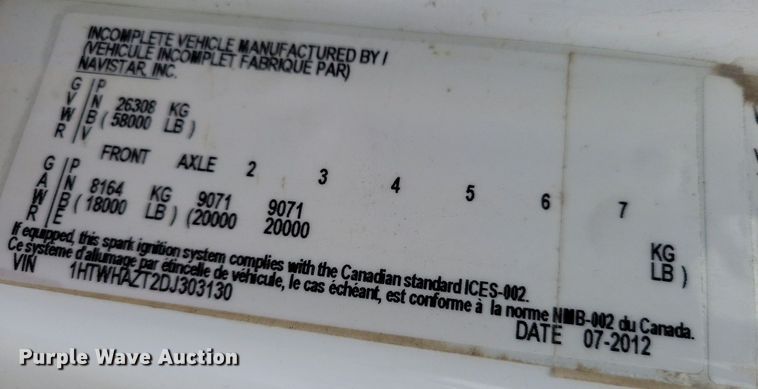 INCOMPLETE VEHICLE MANUFACTURED BY /
(VEHICULE INCOMPLET FABRIQUE PAR)
NAVISTAR, INC.
G / P
V / N 26308 KG
W / B (58000 LB)
R / V
FRONT AXLE 2 3 4 5 6 7
G / P
A / N 8164 KG 9071 9071 KG
W / B (18000 LB) (20000 20000 LB)
R / E
If equipped, this spark ignition system complies with the Canadian standard ICES-002.
Ce système d'allumage par étincelle de véhicule, le cas échéant, est conforme à la norme NMB-002 du Canada.
VIN 1HTWHAZT2DJ303130
DATE 07-2012
Purple Wave Auction